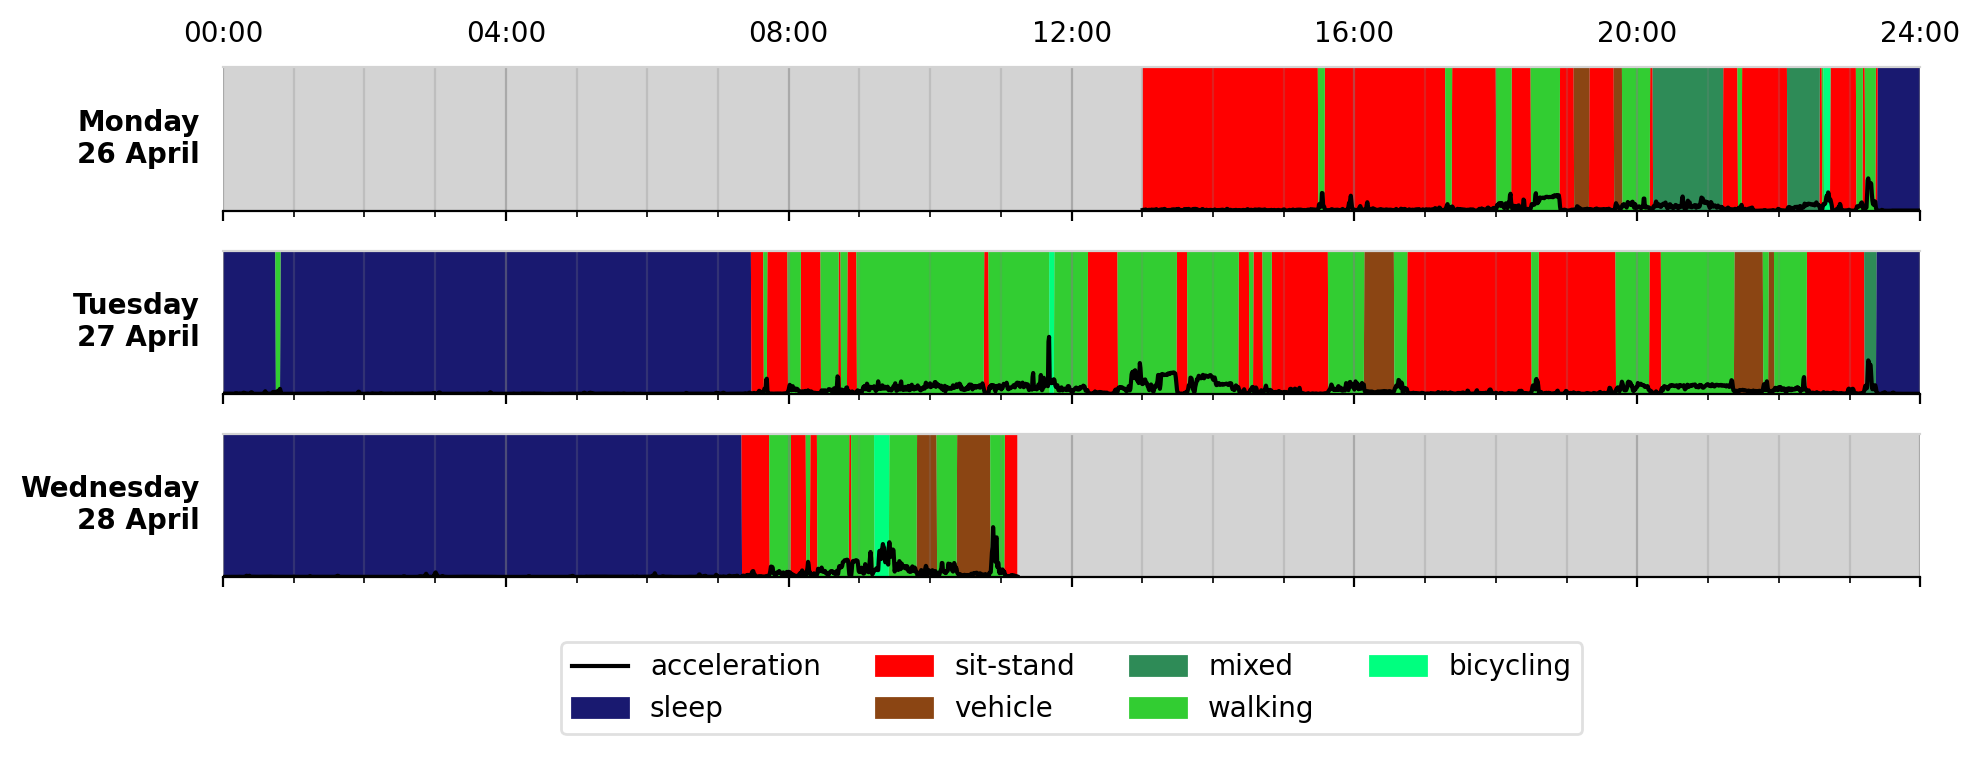 00:00 04:00 08:00 12:00 16:00 20:00 24:00
Monday
26 April
Tuesday
27 April
Wednesday
28 April
acceleration sit-stand mixed bicycling
sleep vehicle walking